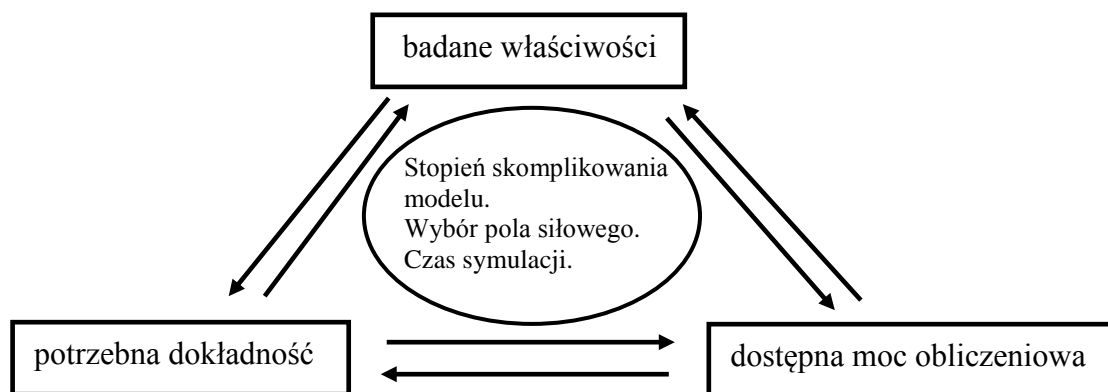 badane właściwości
Stopień skomplikowania
modelu.
Wybór pola siłowego.
Czas symulacji.
potrzebna dokładność
dostępna moc obliczeniowa